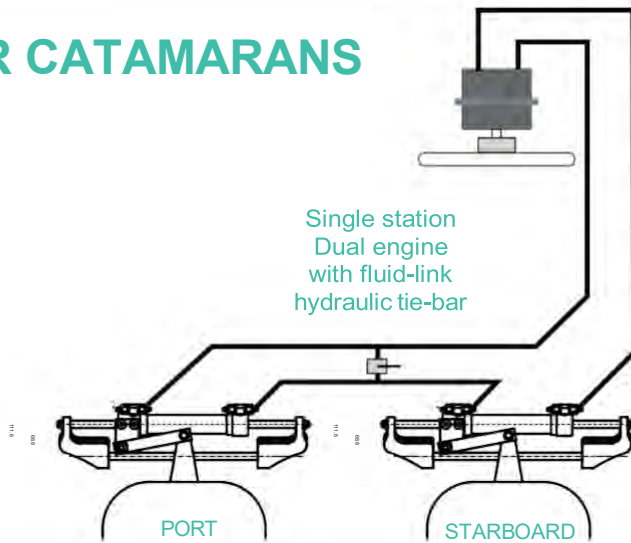 R CATAMARANS
Single station
Dual engine
with fluid-link
hydraulic tie-bar
PORT
STARBOARD